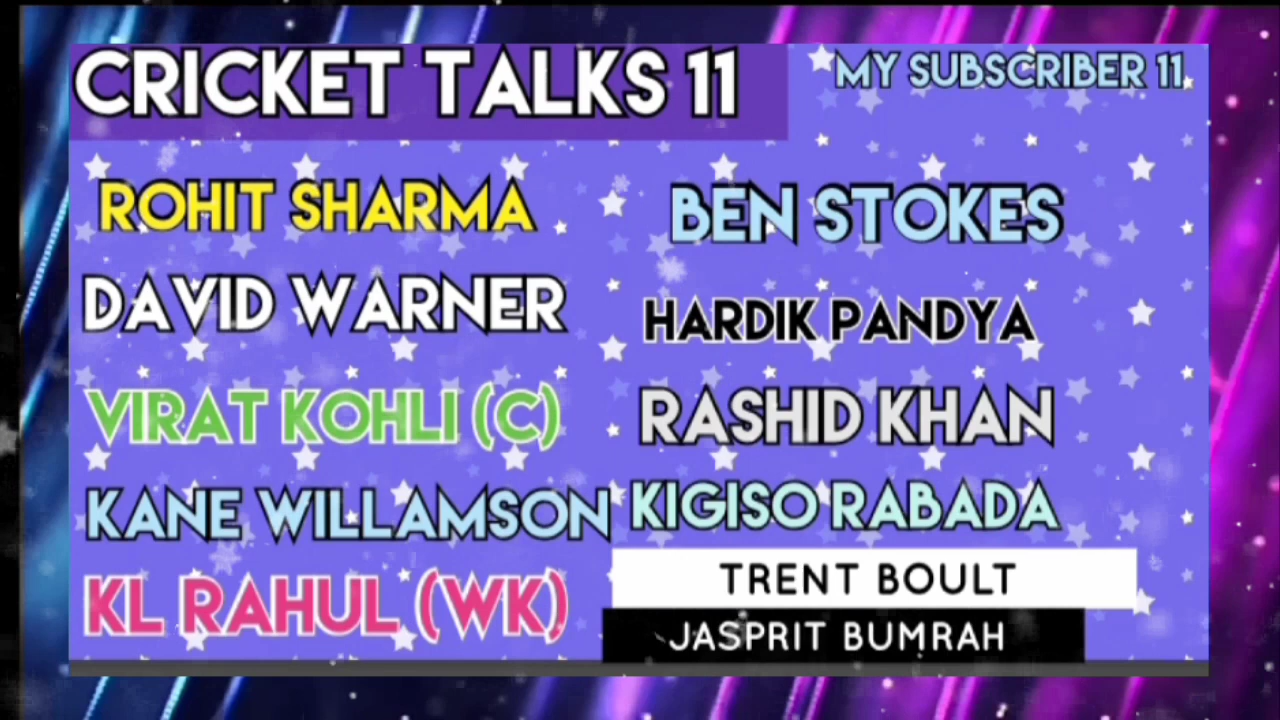 CRICKET TALKS 11
MY SUBSCRIBER 11
ROHIT SHARMA
DAVID WARNER
VIRAT KOHLI (C)
KANE WILLAMSON
KL RAHUL (WK)
BEN STOKES
HARDIK PANDYA
RASHID KHAN
KIGISO RABADA
TRENT BOULT
JASPRIT BUMRAH